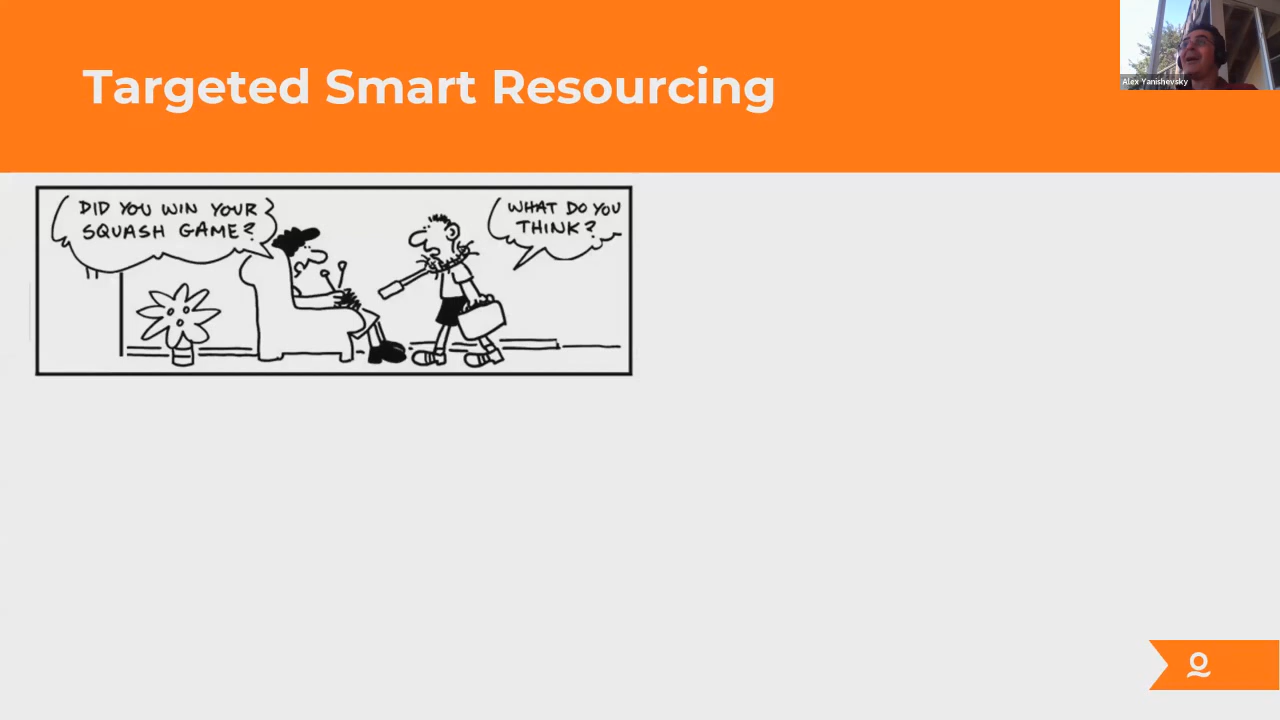 Targeted Smart Resourcing
Alex Yanishevsky
DID YOU WIN YOUR
SQUASH GAME?
WHAT DO YOU
THINK?